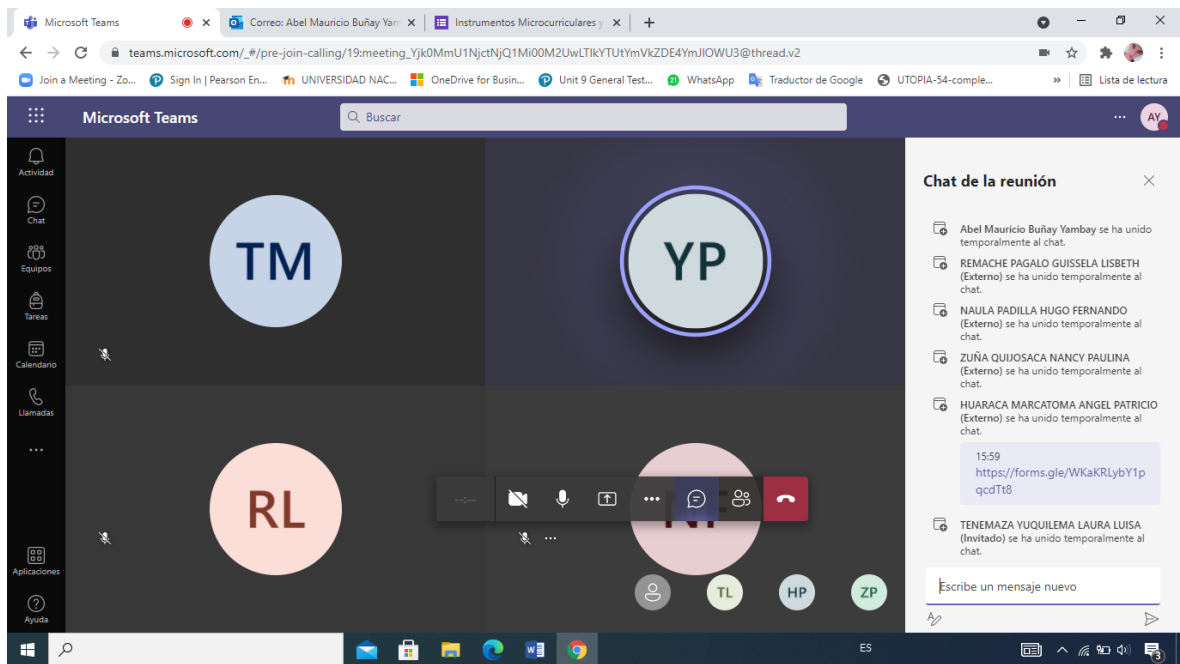 Microsoft Teams
Correo: Abel Mauricio Buñay Yam
Instrumentos Microcurriculares y
teams.microsoft.com/_#/pre-join-calling/19:meeting_Yjk0MmU1NjctNjQ1Mi00M2UwLTlkYTUtYmVkZDE4YmJlOWU3@thread.v2
Join a Meeting - Zo...
Sign In | Pearson En...
UNIVERSIDAD NAC...
OneDrive for Busin...
Unit 9 General Test...
WhatsApp
Traductor de Google
UTOPIA-54-comple...
»
Lista de lectura
Microsoft Teams
Buscar
AY
Actividad
Chat
Equipos
Tareas
Calendario
Llamadas
Aplicaciones
Ayuda
TM
YP
RL
NF
--:--
TL
HP
ZP
Chat de la reunión
Abel Mauricio Buñay Yambay se ha unido
temporalmente al chat.
REMACHE PAGALO GUISSELA LISBETH
(Externo) se ha unido temporalmente al
chat.
NAULA PADILLA HUGO FERNANDO
(Externo) se ha unido temporalmente al
chat.
ZUÑA QUIJOSACA NANCY PAULINA
(Externo) se ha unido temporalmente al
chat.
HUARACA MARCATOMA ANGEL PATRICIO
(Externo) se ha unido temporalmente al
chat.
15:59
https://forms.gle/WKaKRLybY1p
qcdTt8
TENEMAZA YUQUILEMA LAURA LUISA
(Invitado) se ha unido temporalmente al
chat.
Escribe un mensaje nuevo
ES
3